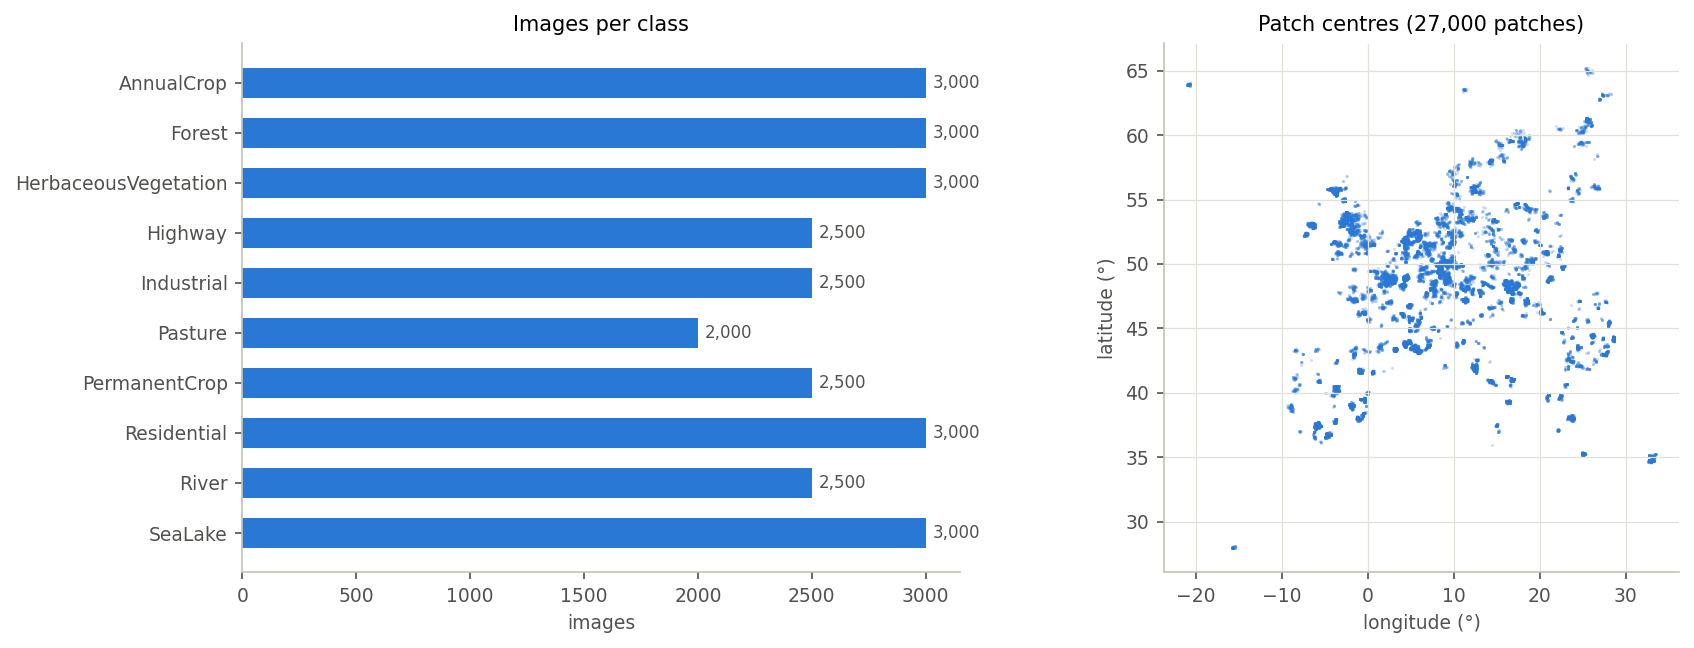 Images per class
AnnualCrop 3,000
Forest 3,000
HerbaceousVegetation 3,000
Highway 2,500
Industrial 2,500
Pasture 2,000
PermanentCrop 2,500
Residential 3,000
River 2,500
SeaLake 3,000
0 500 1000 1500 2000 2500 3000
images
Patch centres (27,000 patches)
latitude (°)
65
60
55
50
45
40
35
30
−20 −10 0 10 20 30
longitude (°)